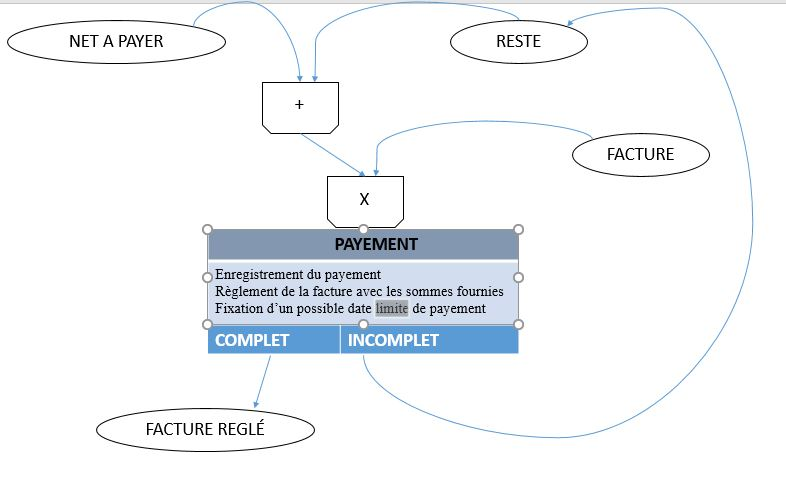 NET A PAYER
RESTE
+
FACTURE
X
PAYEMENT
Enregistrement du payement
Règlement de la facture avec les sommes fournies
Fixation d’un possible date limite de payement
COMPLET
INCOMPLET
FACTURE REGLÉ